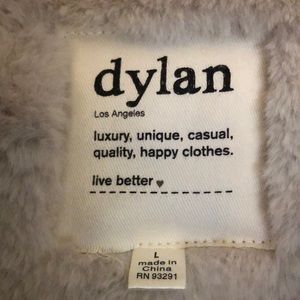 dylan
Los Angeles
luxury, unique, casual,
quality, happy clothes.
live better ♥
L
made in
China
RN 93291